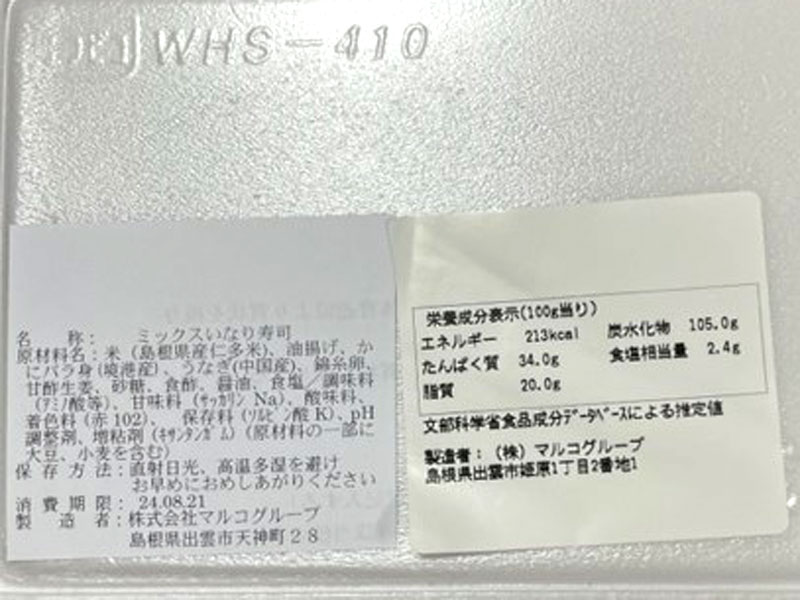 WHS-410
名　　称：　　ミックスいなり寿司
原材料名：米（島根県産仁多米）、油揚げ、か
にバラ身(境港産)、うなぎ(中国産)、錦糸卵、
甘酢生姜、砂糖、食酢、醤油、食塩／調味料
（アミノ酸等）、甘味料（サッカリン Na）、酸味料、
着色料（赤 102）、　保存料（ソルビン酸 K）、pH
調整剤、増粘剤（キサンタンガム）（原材料の一部に
大豆、小麦を含む）
保 存 方 法：直射日光、高温多湿を避け
お早めにおめしあがりください
消 費 期 限：　24.08.21
製　　造　　者：株式会社マルコグループ
島根県出雲市天神町２８
栄養成分表示(100g当り)
エネルギー　213kcal　炭水化物　105.0g
たんぱく質　34.0g　食塩相当量　2.4g
脂質　20.0g
文部科学省食品成分データベースによる推定値
製造者：（株）マルコグループ
島根県出雲市姫原1丁目2番地1